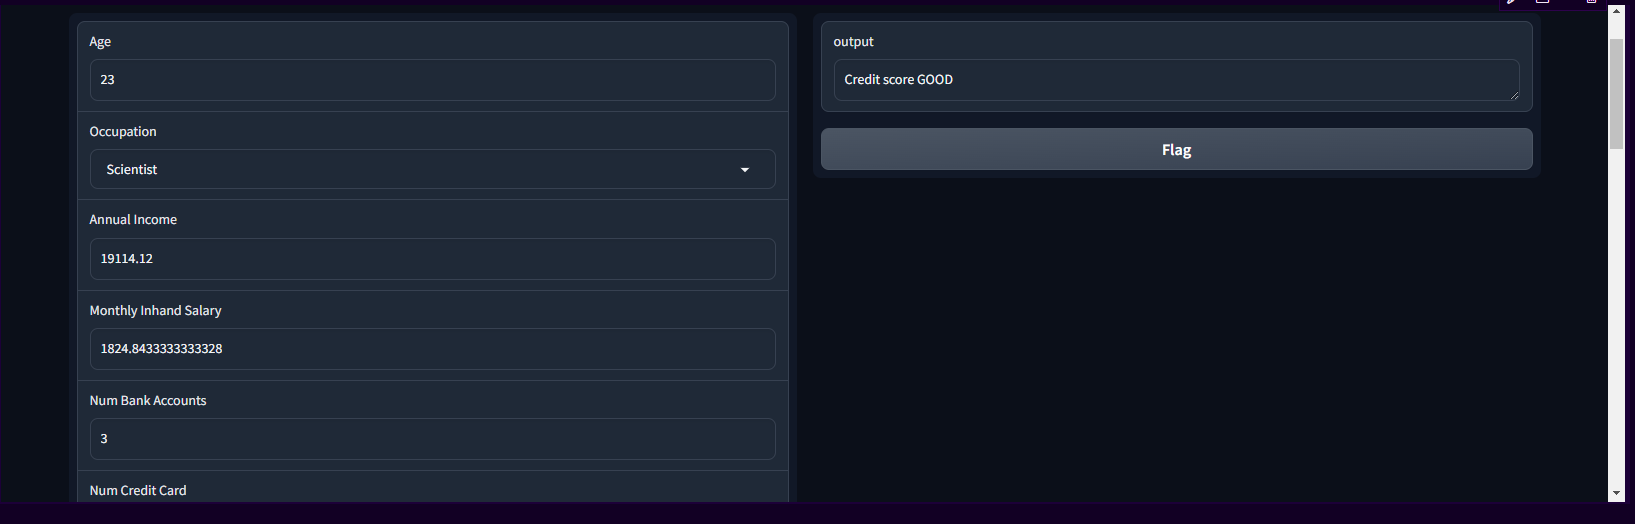 Age
23
Occupation
Scientist
Annual Income
19114.12
Monthly Inhand Salary
1824.8433333333328
Num Bank Accounts
3
Num Credit Card
output
Credit score GOOD
Flag